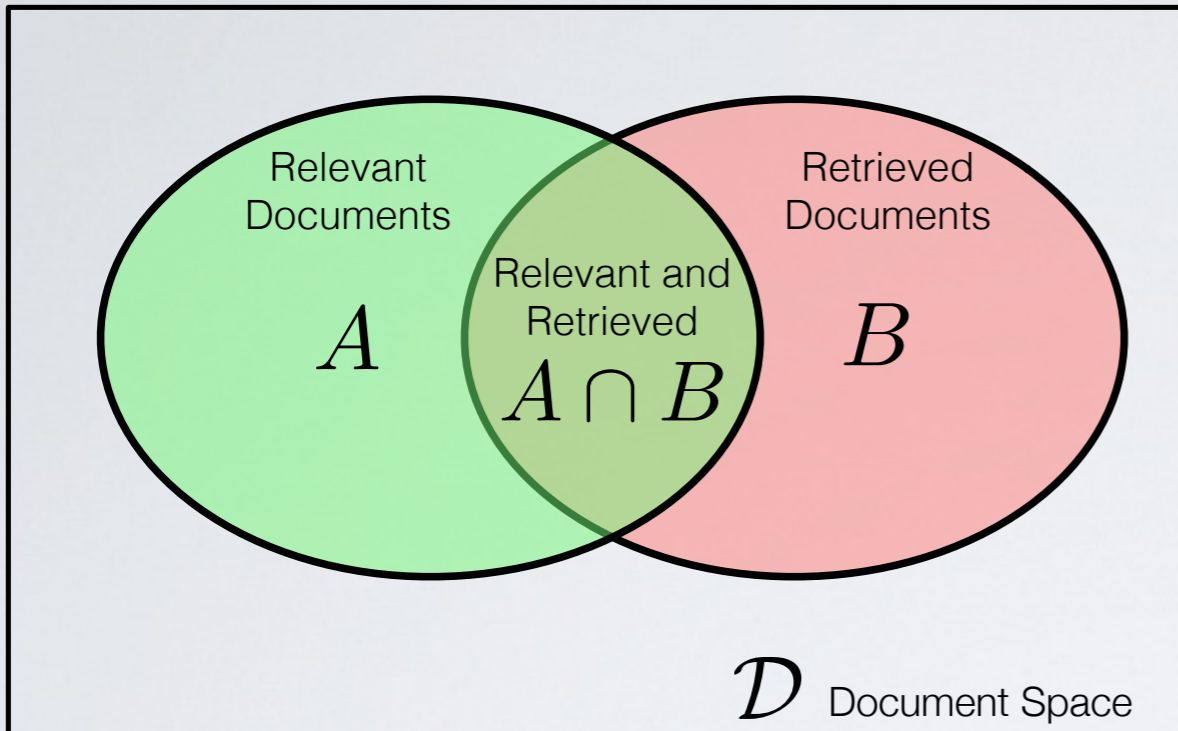 Relevant
Documents
A
Relevant and
Retrieved
A ∩ B
Retrieved
Documents
B
𝒟 Document Space